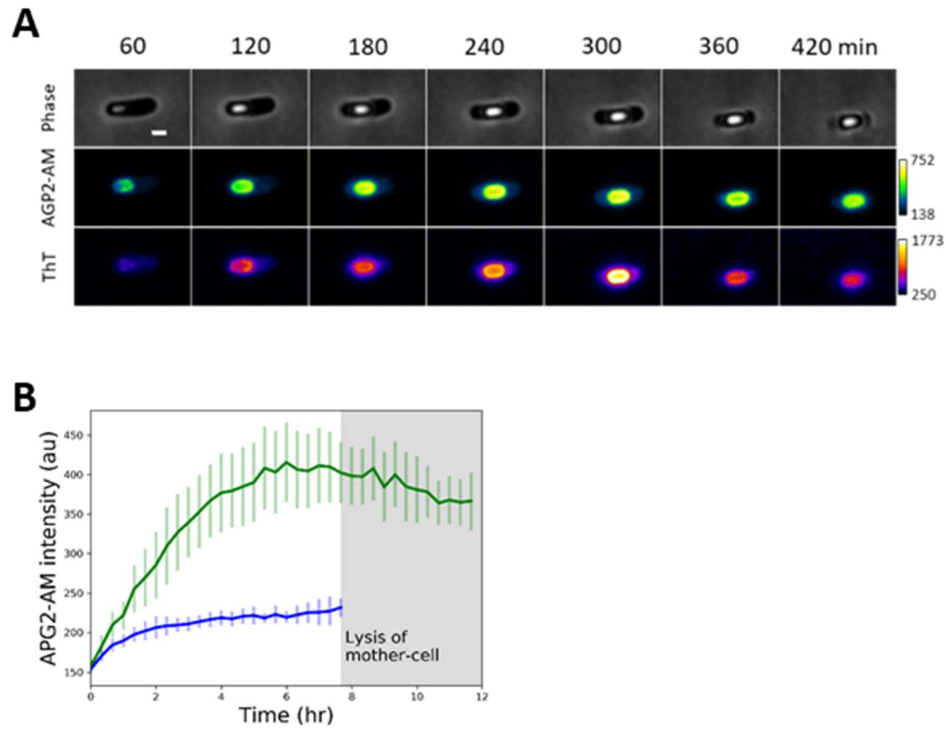 A
60 120 180 240 300 360 420 min
Phase
AGP2-AM
752
138
ThT
1773
250
B
APG2-AM intensity (au)
450
400
350
300
250
200
150
Lysis of
mother-cell
0 2 4 6 8 10 12
Time (hr)